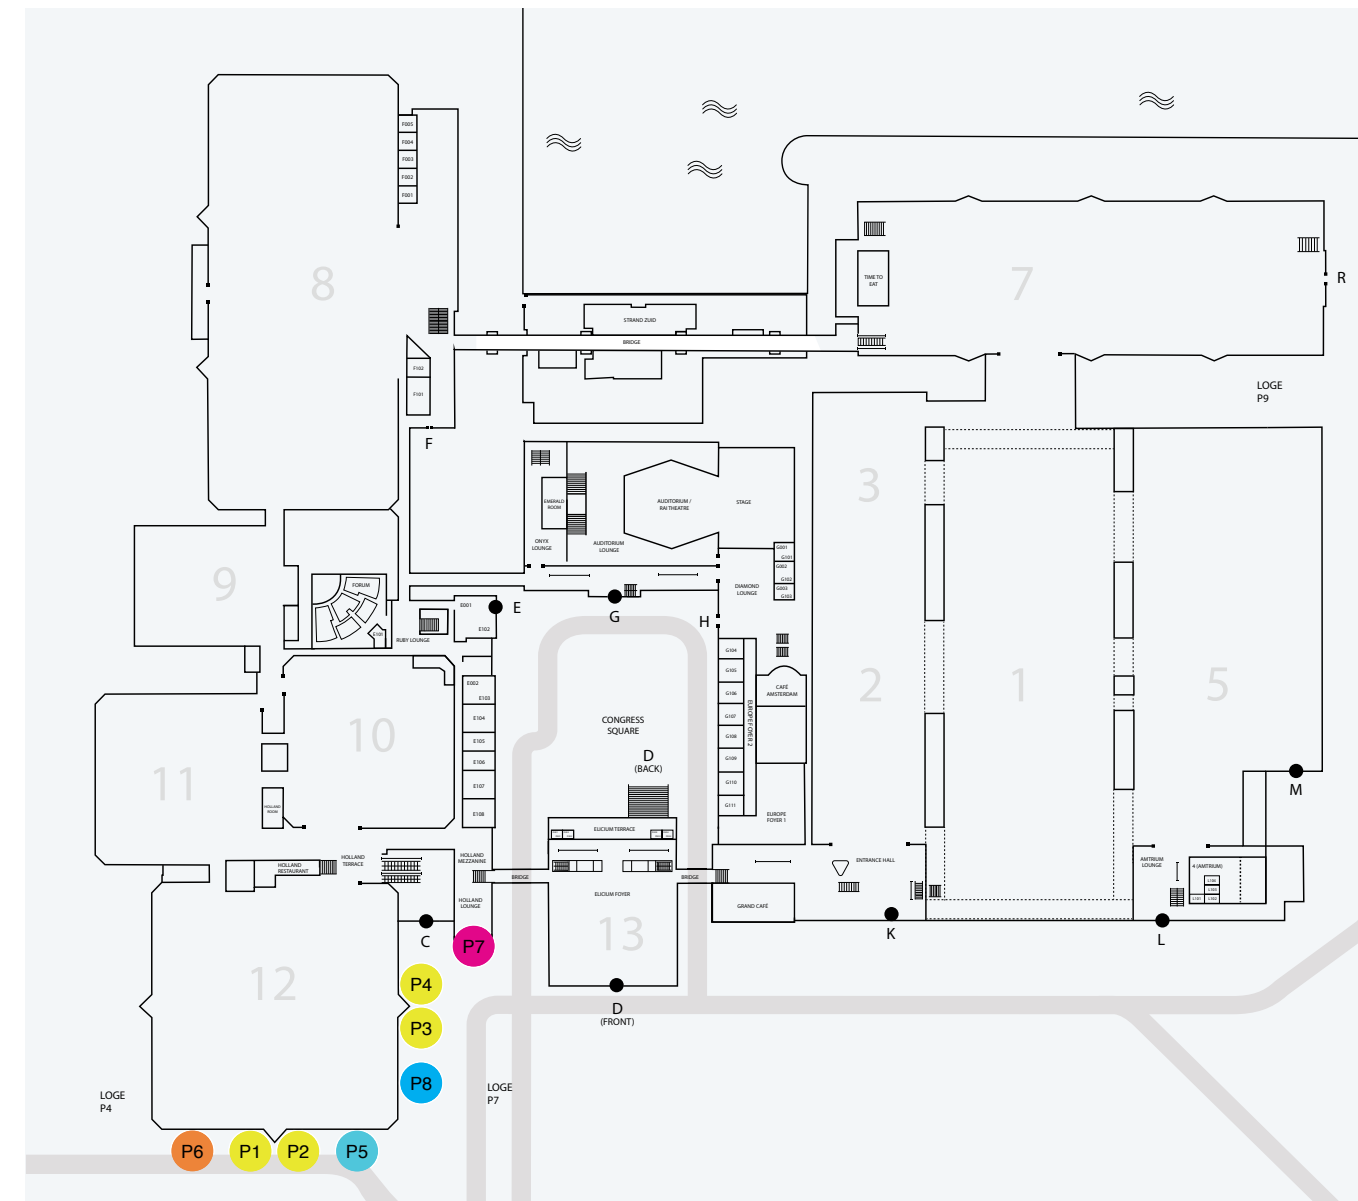 F005
F004
F003
F002
F001
8
TIME TO
EAT
7
R
STRAND ZUID
BRIDGE
F102
F101
LOGE
P9
F
3
EMERALD
ROOM
AUDITORIUM /
RAI THEATRE
STAGE
ONYX
LOUNGE
AUDITORIUM
LOUNGE
G001
G101
G002
G102
G003
G103
DIAMOND
LOUNGE
9
FORUM
E001
E
E102
RUBY LOUNGE
G
H
G104
G105
G106
G107
G108
G109
G110
G111
EUROPE FOYER 2
CAFÉ
AMSTERDAM
2
1
5
E002
E103
E104
E105
E106
E107
E108
10
CONGRESS
SQUARE
D
(BACK)
11
HOLLAND
ROOM
M
EUROPE
FOYER 1
ELICIUM TERRACE
HOLLAND
TERRACE
HOLLAND
RESTAURANT
HOLLAND
MEZZANINE
BRIDGE
BRIDGE
ELICIUM FOYER
ENTRANCE HALL
AMTRIUM
LOUNGE
4 (AMTRIUM)
L101
HOLLAND
LOUNGE
GRAND CAFÉ
13
C
K
L
P7
12
P4
P3
D
(FRONT)
P8
LOGE
P4
LOGE
P7
P6
P1
P2
P5